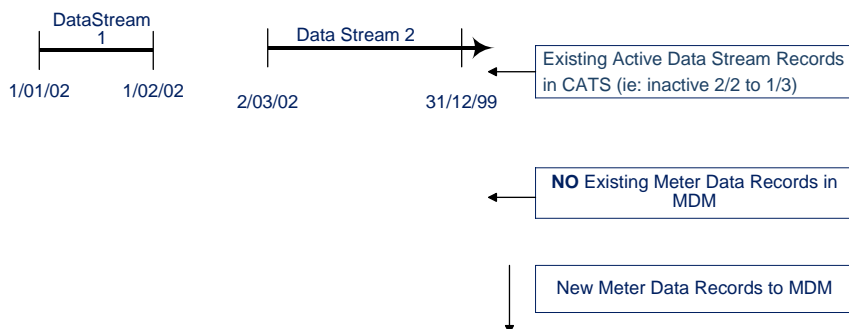 DataStream
1
Data Stream 2
1/01/02
1/02/02
2/03/02
31/12/99
Existing Active Data Stream Records
in CATS (ie: inactive 2/2 to 1/3)
NO Existing Meter Data Records in
MDM
New Meter Data Records to MDM